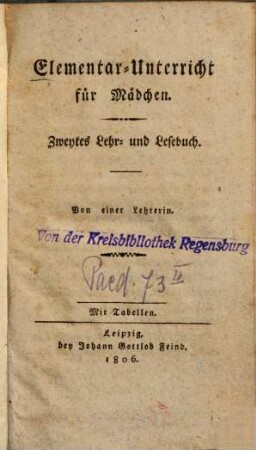 Elementar-Unterricht
für Mädchen.
Zweytes Lehr- und Lesebuch.
Von einer Lehrerin.
Von der Kreisbibliothek Regensburg
Paed. 73 IV
Mit Tabellen.
Leipzig,
bey Johann Gottlob Feind.
1806.